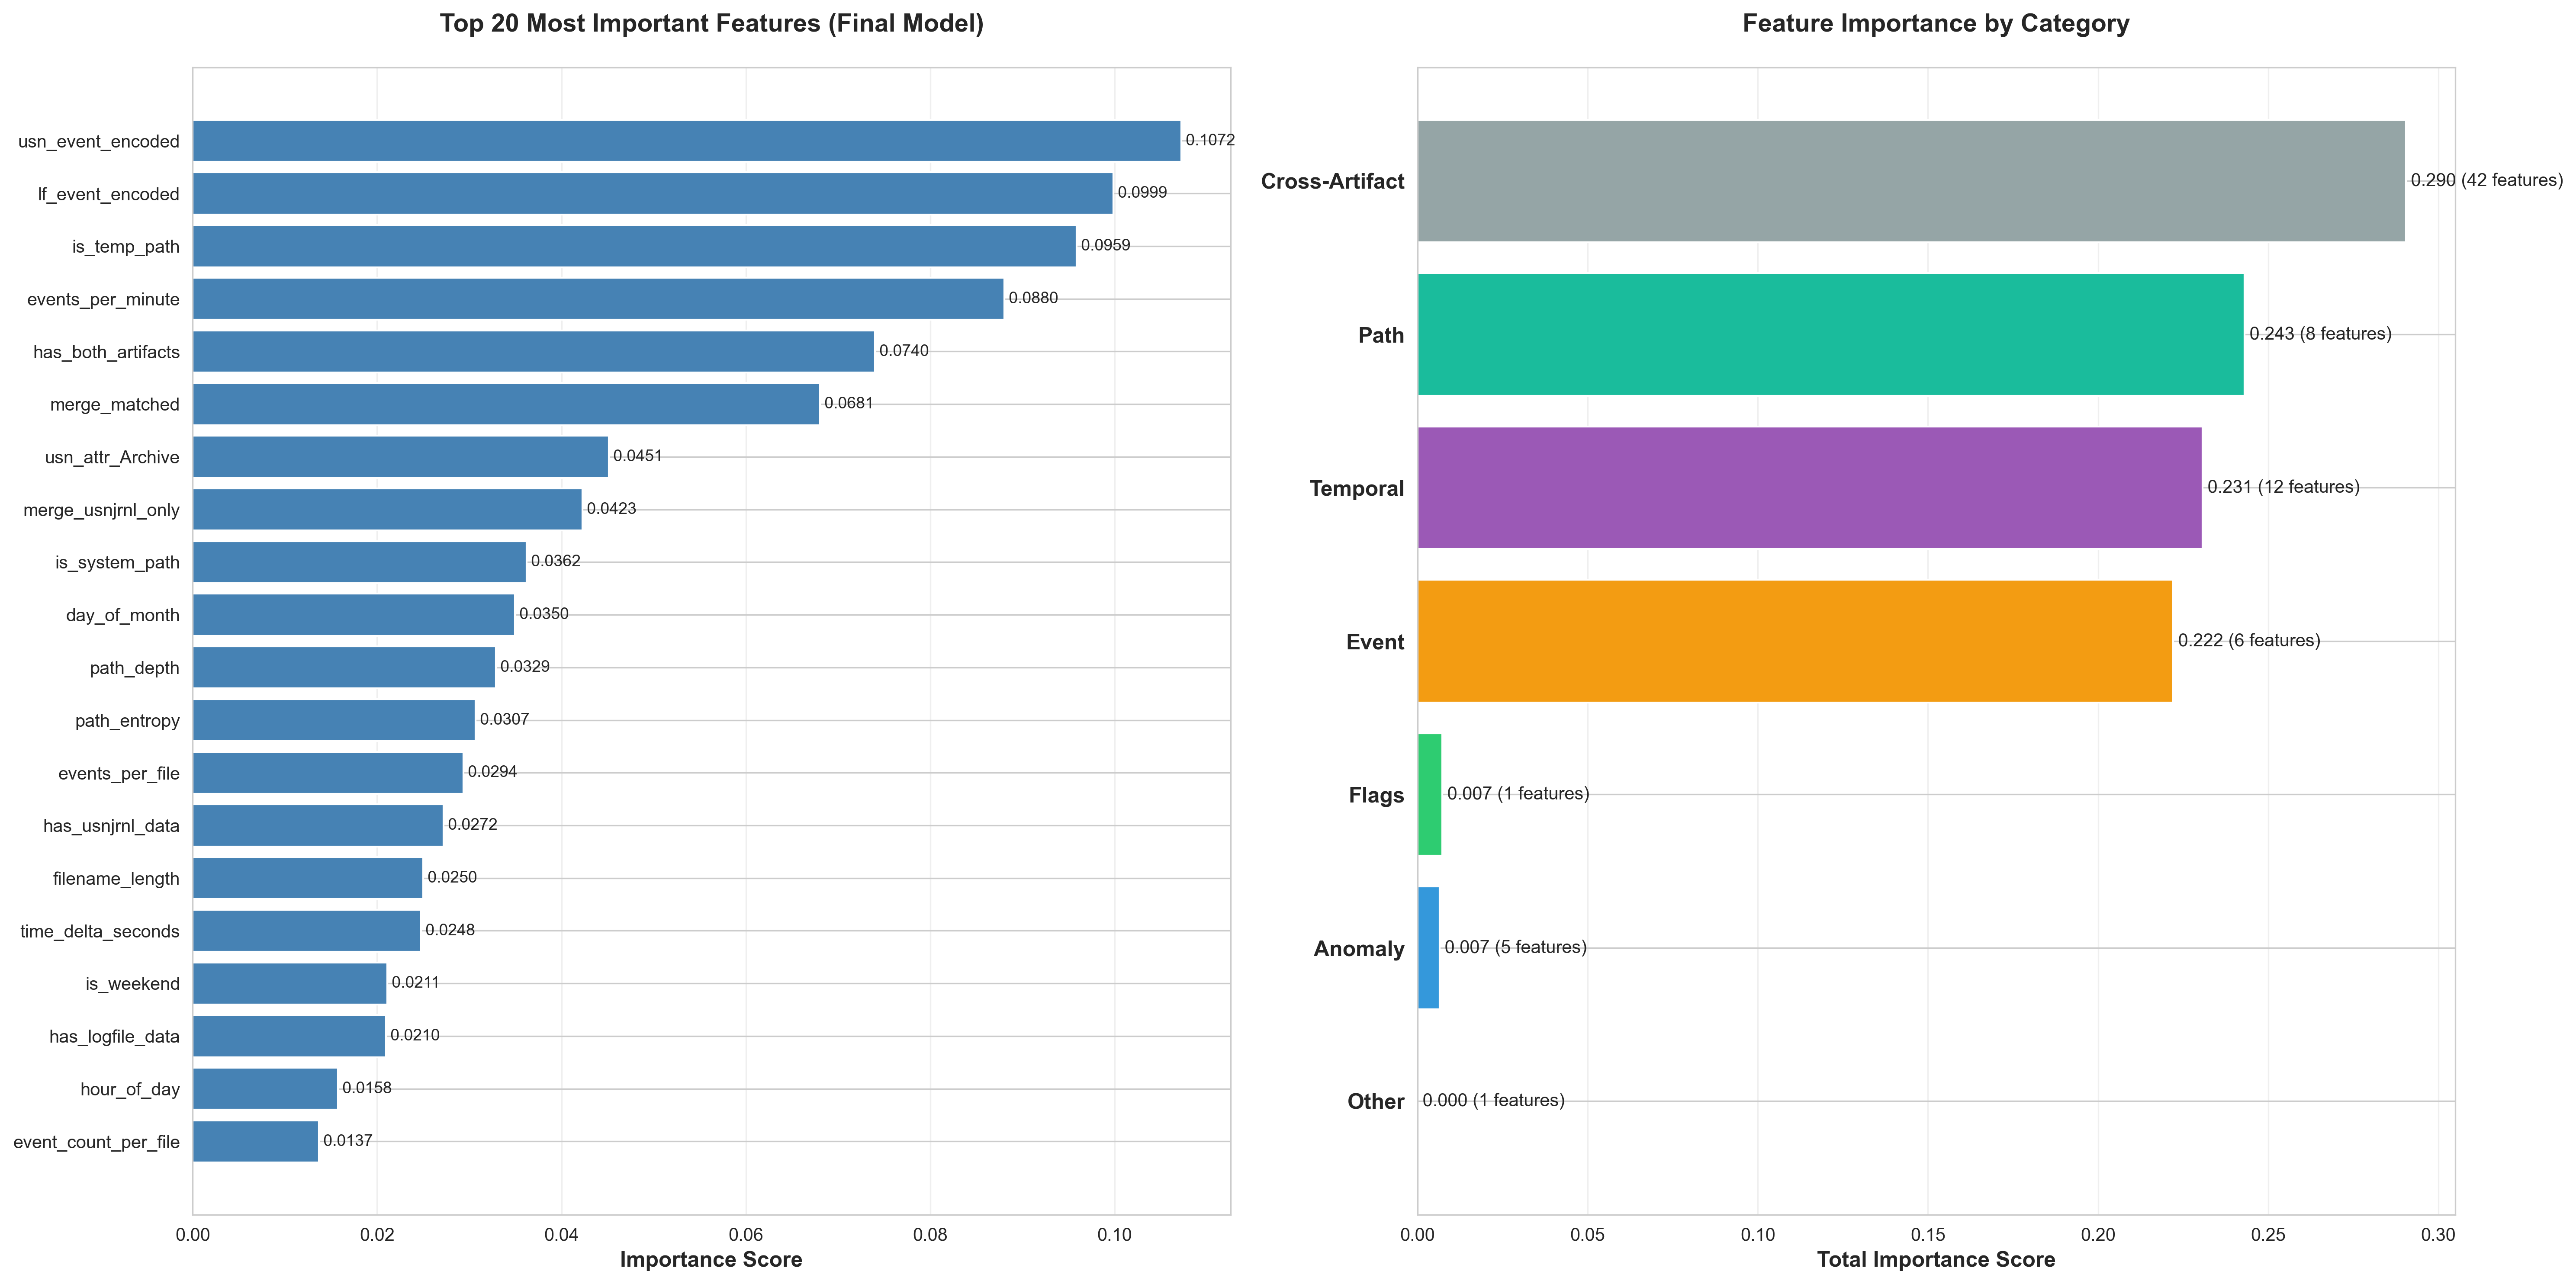 Top 20 Most Important Features (Final Model)
usn_event_encoded 0.1072
lf_event_encoded 0.0999
is_temp_path 0.0959
events_per_minute 0.0880
has_both_artifacts 0.0740
merge_matched 0.0681
usn_attr_Archive 0.0451
merge_usnjrnl_only 0.0423
is_system_path 0.0362
day_of_month 0.0350
path_depth 0.0329
path_entropy 0.0307
events_per_file 0.0294
has_usnjrnl_data 0.0272
filename_length 0.0250
time_delta_seconds 0.0248
is_weekend 0.0211
has_logfile_data 0.0210
hour_of_day 0.0158
event_count_per_file 0.0137
0.00 0.02 0.04 0.06 0.08 0.10
Importance Score
Feature Importance by Category
Cross-Artifact 0.290 (42 features)
Path 0.243 (8 features)
Temporal 0.231 (12 features)
Event 0.222 (6 features)
Flags 0.007 (1 features)
Anomaly 0.007 (5 features)
Other 0.000 (1 features)
0.00 0.05 0.10 0.15 0.20 0.25 0.30
Total Importance Score